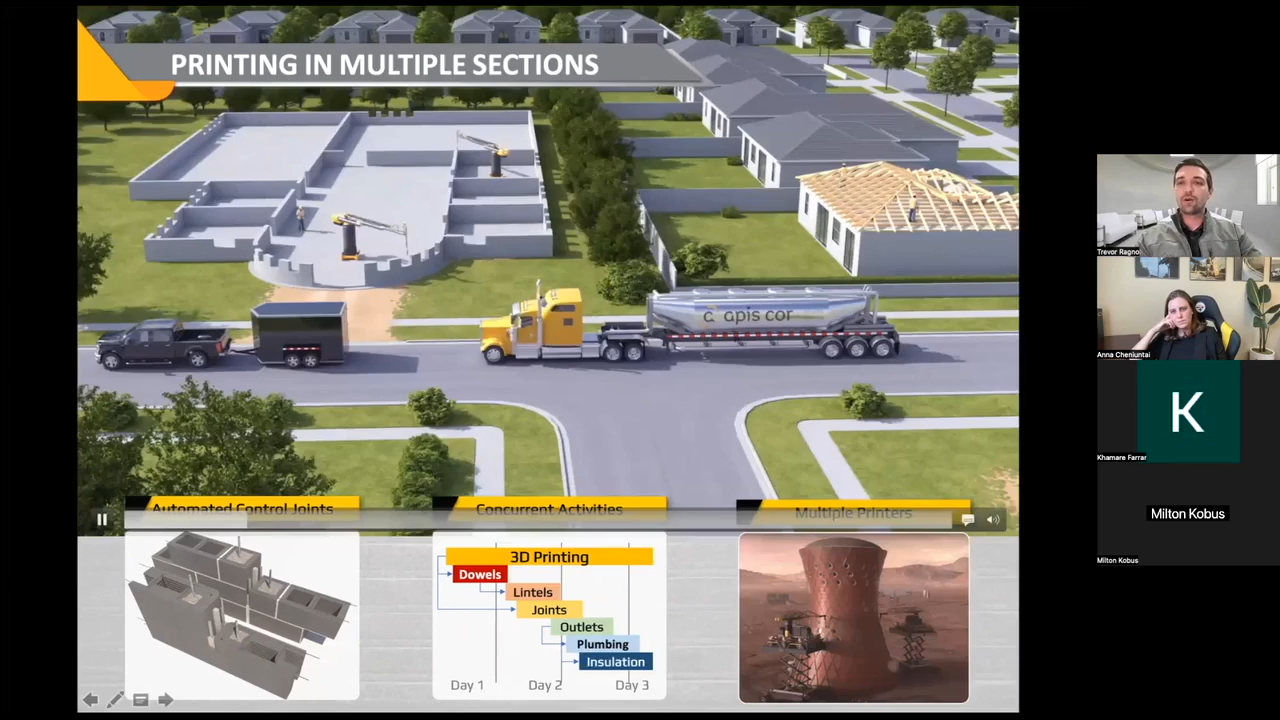 PRINTING IN MULTIPLE SECTIONS
apis cor
Automated Control Joints
Concurrent Activities
Multiple Printers
3D Printing
Dowels
Lintels
Joints
Outlets
Plumbing
Insulation
Day 1
Day 2
Day 3
Trevor Ragno
Anna Cheniuntai
K
Khamare Farrar
Milton Kobus
Milton Kobus